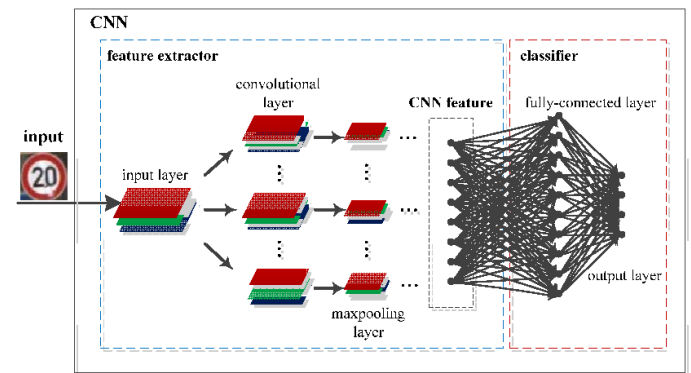 CNN
feature extractor
classifier
convolutional
layer
CNN feature
fully-connected layer
input
20
input layer
output layer
maxpooling
layer